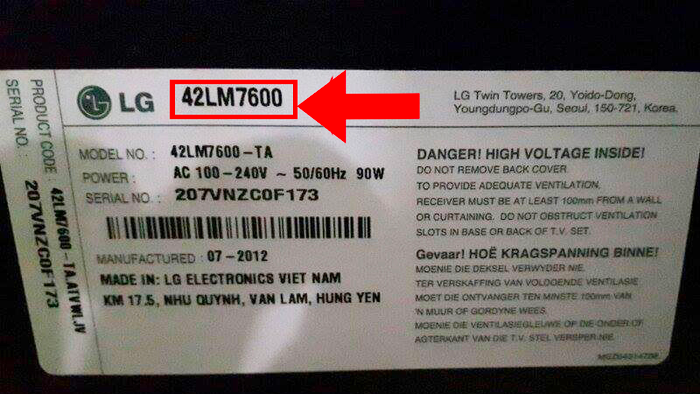 LG
42LM7600
LG Twin Towers, 20, Yoido-Dong,
Youngdungpo-Gu, Seoul, 150-721, Korea.
MODEL NO. : 42LM7600-TA
POWER : AC 100-240V ~ 50/60Hz 90W
SERIAL NO. : 207VNZC0F173
MANUFACTURED : 07-2012
MADE IN: LG ELECTRONICS VIET NAM
KM 17.5, NHU QUYNH, VAN LAM, HUNG YEN
DANGER! HIGH VOLTAGE INSIDE!
DO NOT REMOVE BACK COVER.
TO PROVIDE ADEQUATE VENTILATION,
RECEIVER MUST BE AT LEAST 100mm FROM A WALL
OR CURTAINING. DO NOT OBSTRUCT VENTILATION
SLOTS IN BASE OR BACK OF T.V. SET.
Gevaar! HOË KRAGSPANNING BINNE!
MOENIE DIE DEKSEL VERWYDER NIE.
TER VERSKAFFING VAN VOLDOENDE VENTILASIE
MOET DIE ONTVANGER TEN MINSTE 100mm VAN
'N MUUR OF GORDYNE WEES.
MOENIE DIE VENTILASIEGLEUWE OP DIE ONDER-OF
AGTERKANT VAN DIE T.V. STEL VERSPER.NIE.
PRODUCT CODE 42LM7600-TA.A1VWLJV
SERIAL NO. : 207VNZC0F173